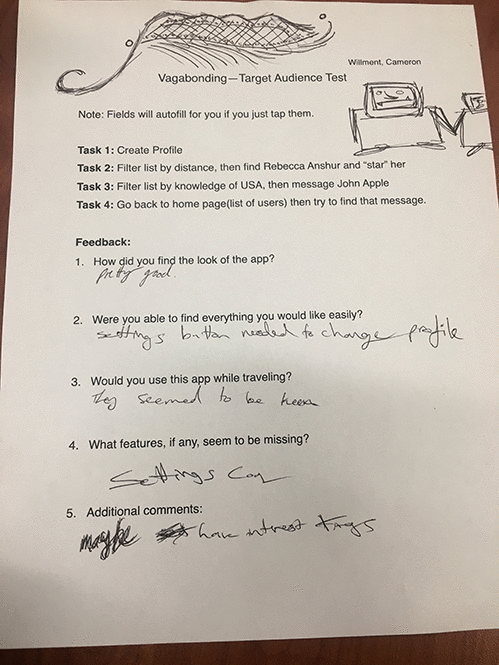 Willment, Cameron
Vagabonding—Target Audience Test
Note: Fields will autofill for you if you just tap them.
Task 1: Create Profile
Task 2: Filter list by distance, then find Rebecca Anshur and "star" her
Task 3: Filter list by knowledge of USA, then message John Apple
Task 4: Go back to home page(list of users) then try to find that message.
Feedback:
1. How did you find the look of the app?
pretty good.
2. Were you able to find everything you would like easily?
settings button needed to change profile
3. Would you use this app while traveling?
They seemed to be keen
4. What features, if any, seem to be missing?
Settings
5. Additional comments:
maybe have intrest tags